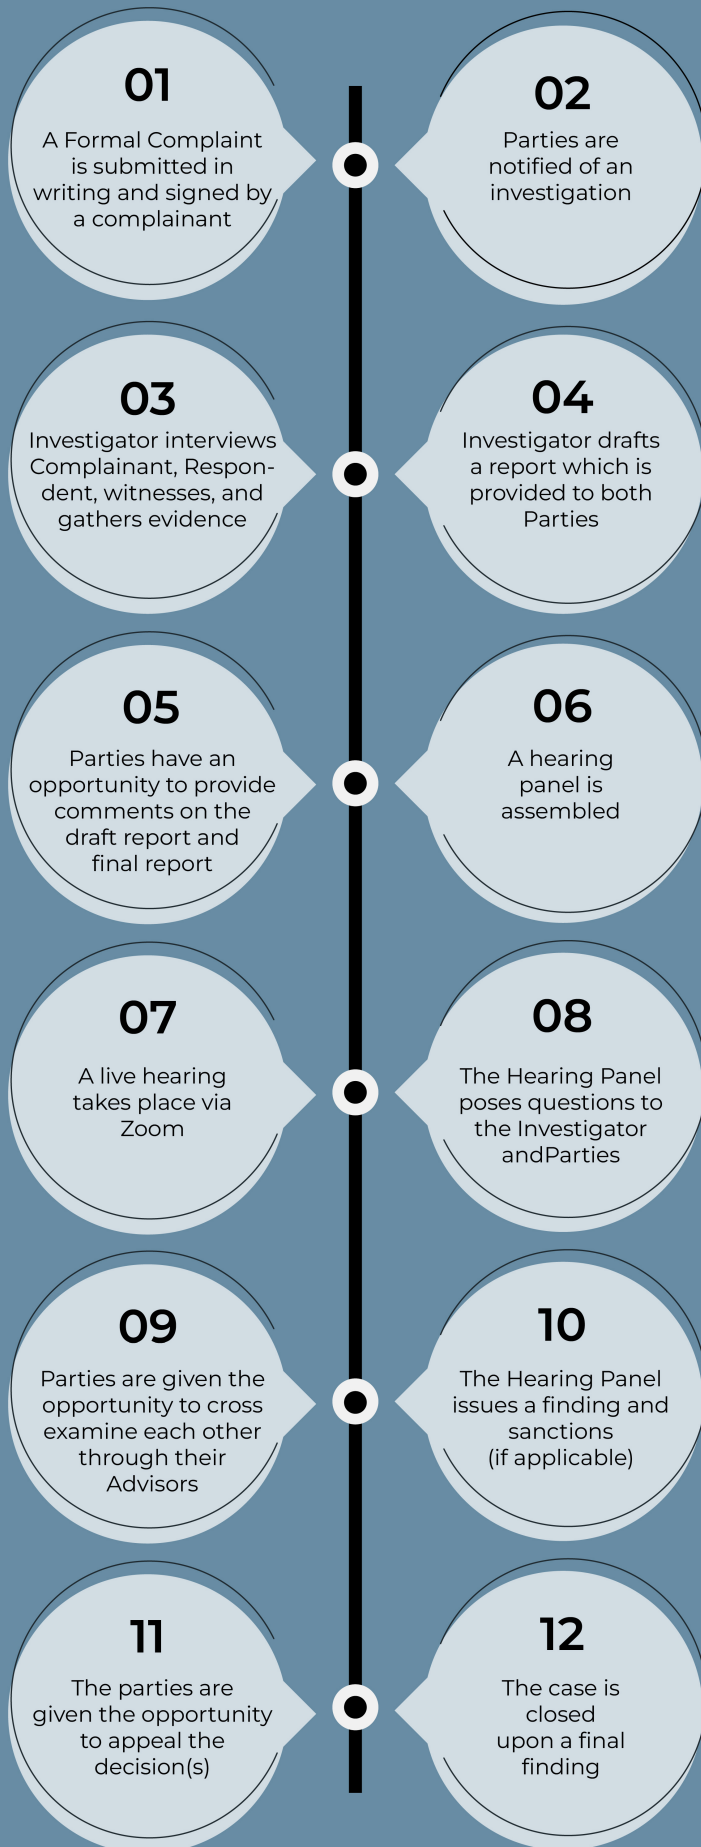 01
A Formal Complaint
is submitted in
writing and signed by
a complainant
02
Parties are
notified of an
investigation
03
Investigator interviews
Complainant, Respon-
dent, witnesses, and
gathers evidence
04
Investigator drafts
a report which is
provided to both
Parties
05
Parties have an
opportunity to provide
comments on the
draft report and
final report
06
A hearing
panel is
assembled
07
A live hearing
takes place via
Zoom
08
The Hearing Panel
poses questions to
the Investigator
andParties
09
Parties are given the
opportunity to cross
examine each other
through their
Advisors
10
The Hearing Panel
issues a finding and
sanctions
(if applicable)
11
The parties are
given the opportunity
to appeal the
decision(s)
12
The case is
closed
upon a final
finding